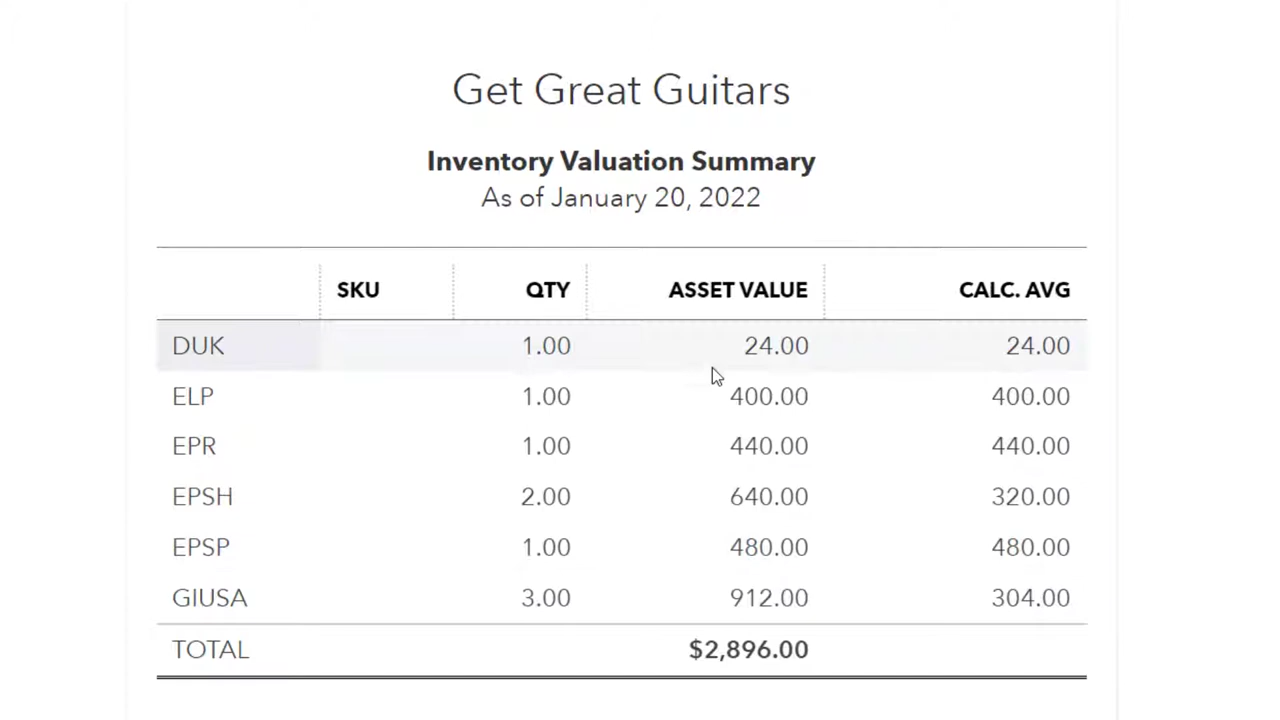 Get Great Guitars
Inventory Valuation Summary
As of January 20, 2022
SKU QTY ASSET VALUE CALC. AVG
DUK 1.00 24.00 24.00
ELP 1.00 400.00 400.00
EPR 1.00 440.00 440.00
EPSH 2.00 640.00 320.00
EPSP 1.00 480.00 480.00
GIUSA 3.00 912.00 304.00
TOTAL $2,896.00